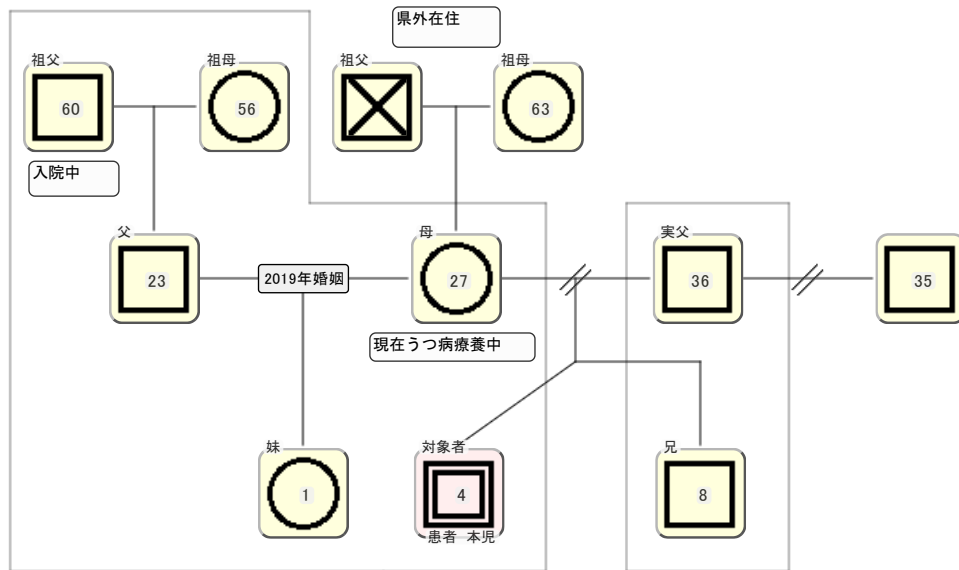 県外在住
祖父
祖母
祖父
祖母
60
56
63
入院中
父
母
実父
23
2019年婚姻
27
36
35
現在うつ病療養中
妹
対象者
兄
1
4
8
患者 本児